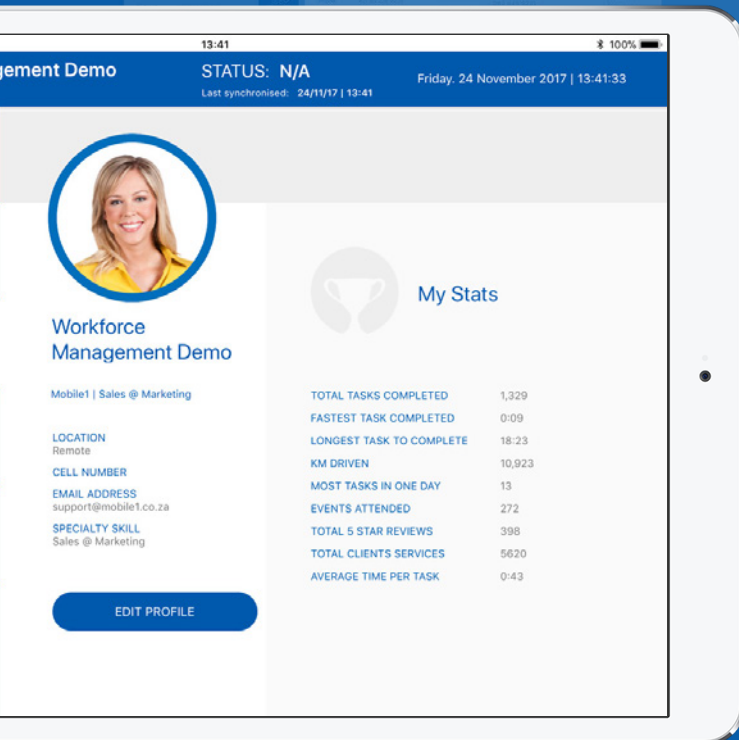 13:41
100%
gement Demo
STATUS: N/A
Last synchronised: 24/11/17 | 13:41
Friday. 24 November 2017 | 13:41:33
Workforce
Management Demo
Mobile1 | Sales @ Marketing
LOCATION
Remote
CELL NUMBER
EMAIL ADDRESS
support@mobile1.co.za
SPECIALTY SKILL
Sales @ Marketing
EDIT PROFILE
My Stats
TOTAL TASKS COMPLETED 1,329
FASTEST TASK COMPLETED 0:09
LONGEST TASK TO COMPLETE 18:23
KM DRIVEN 10,923
MOST TASKS IN ONE DAY 13
EVENTS ATTENDED 272
TOTAL 5 STAR REVIEWS 398
TOTAL CLIENTS SERVICES 5620
AVERAGE TIME PER TASK 0:43